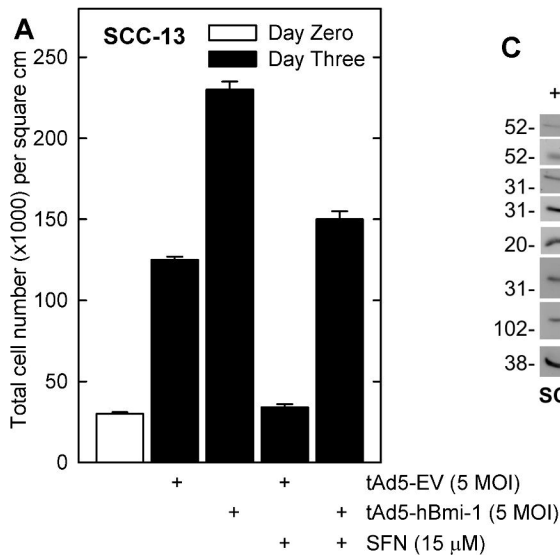 A
SCC-13
Day Zero
Day Three
Total cell number (x1000) per square cm
250
200
150
100
50
0
+ + tAd5-EV (5 MOI)
+ + tAd5-hBmi-1 (5 MOI)
+ + SFN (15 μM)
C
+
52-
52-
31-
31-
20-
31-
102-
38-